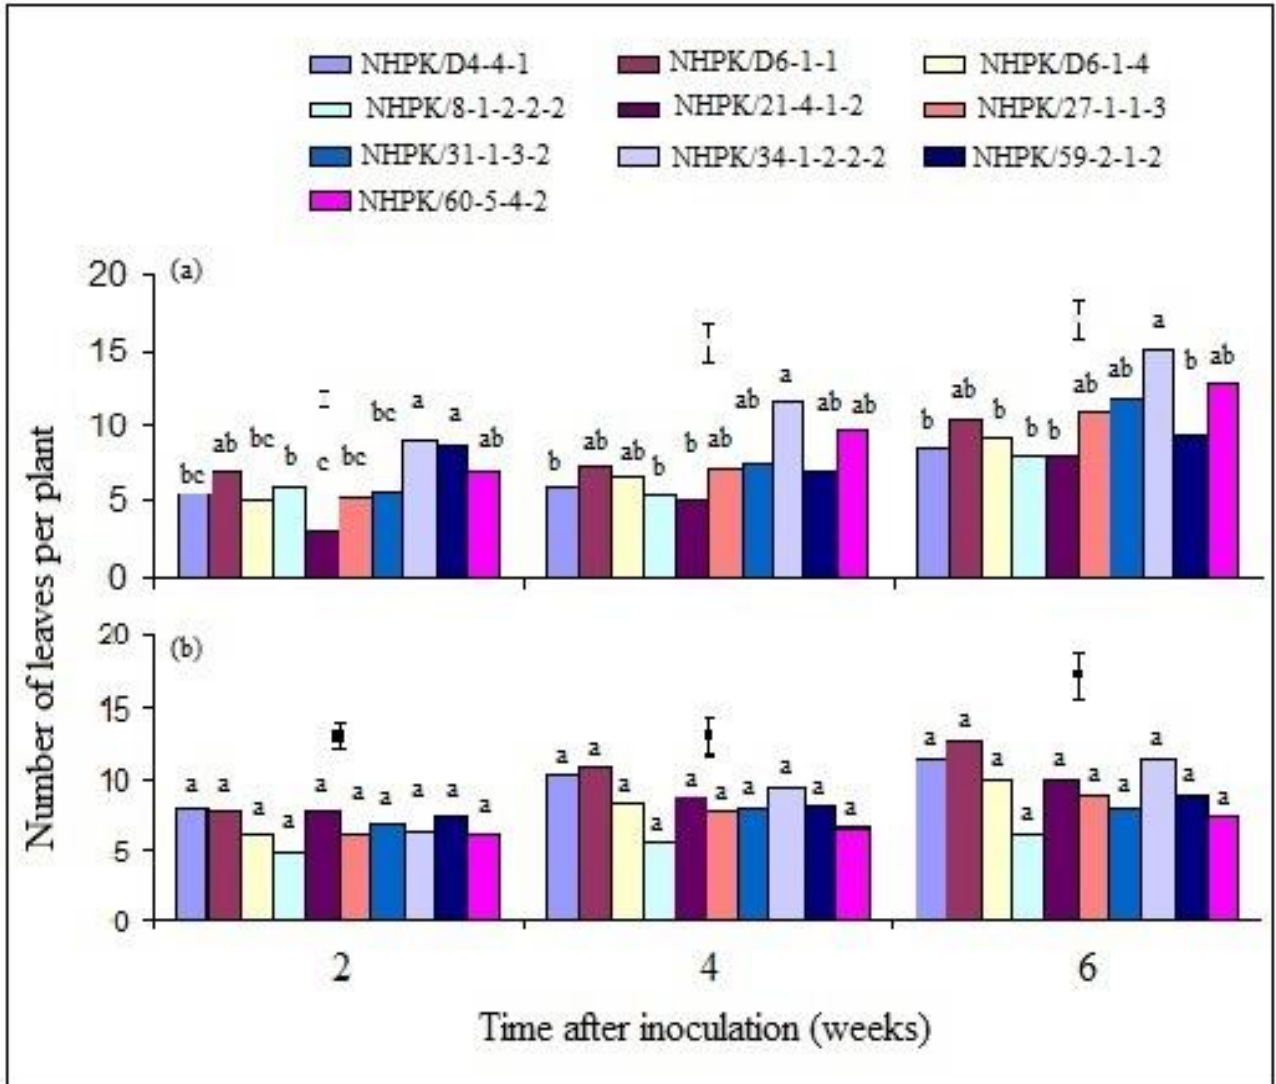 NHPK/D4-4-1 NHPK/D6-1-1 NHPK/D6-1-4
NHPK/8-1-2-2-2 NHPK/21-4-1-2 NHPK/27-1-1-3
NHPK/31-1-3-2 NHPK/34-1-2-2-2 NHPK/59-2-1-2
NHPK/60-5-4-2
Number of leaves per plant
(a)
20
15
10
5
0
bc ab bc b c bc bc a a ab
b ab ab b b ab ab a ab ab
b ab b b b ab ab a b ab
(b)
20
15
10
5
0
a a a a a a a a a a
a a a a a a a a a a
a a a a a a a a a a
2 4 6
Time after inoculation (weeks)